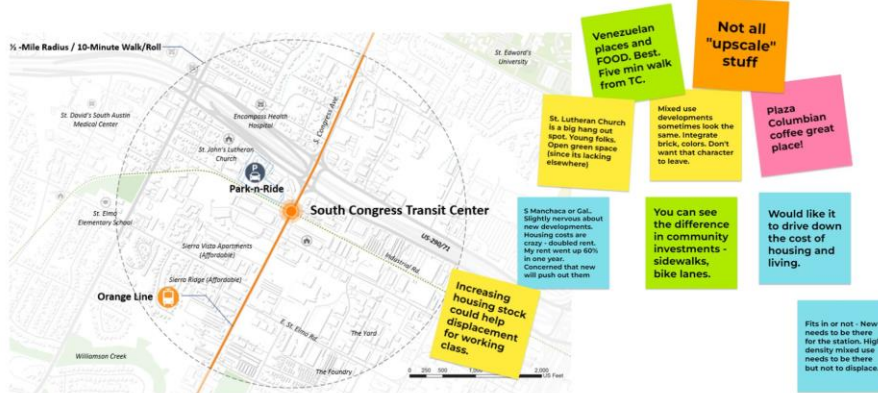 ½ -Mile Radius / 10-Minute Walk/Roll
St. Edward's
University
St. David's South Austin
Medical Center
Encompass Health
Hospital
S. Congress Ave.
St. John's Lutheran
Church
Park-n-Ride
South Congress Transit Center
St. Elmo
Elementary School
US-290/71
Sierra Vista Apartments
(Affordable)
Industrial Rd.
Sierra Ridge (Affordable)
Orange Line
E. St. Elmo Rd.
The Yard
Williamson Creek
The Foundry
0 250 500 1,000
2,000
US Feet
Venezuelan
places and
FOOD. Best.
Five min walk
from TC.
Not all
"upscale"
stuff
St. Lutheran Church
is a big hang out
spot. Young folks.
Open green space
(since its lacking
elsewhere)
Mixed use
developments
sometimes look the
same. Integrate
brick, colors. Don't
want that character
to leave.
Plaza
Columbian
coffee great
place!
S Manchaca or Gal..
Slightly nervous about
new developments.
Housing costs are
crazy - doubled rent.
My rent went up 60%
in one year.
Concerned that new
will push out them
You can see
the difference
in community
investments -
sidewalks,
bike lanes.
Would like it
to drive down
the cost of
housing and
living.
Increasing
housing stock
could help
displacement
for working
class.
Fits in or not - New
needs to be there
for the station. High
density mixed use
needs to be there
but not to displace.